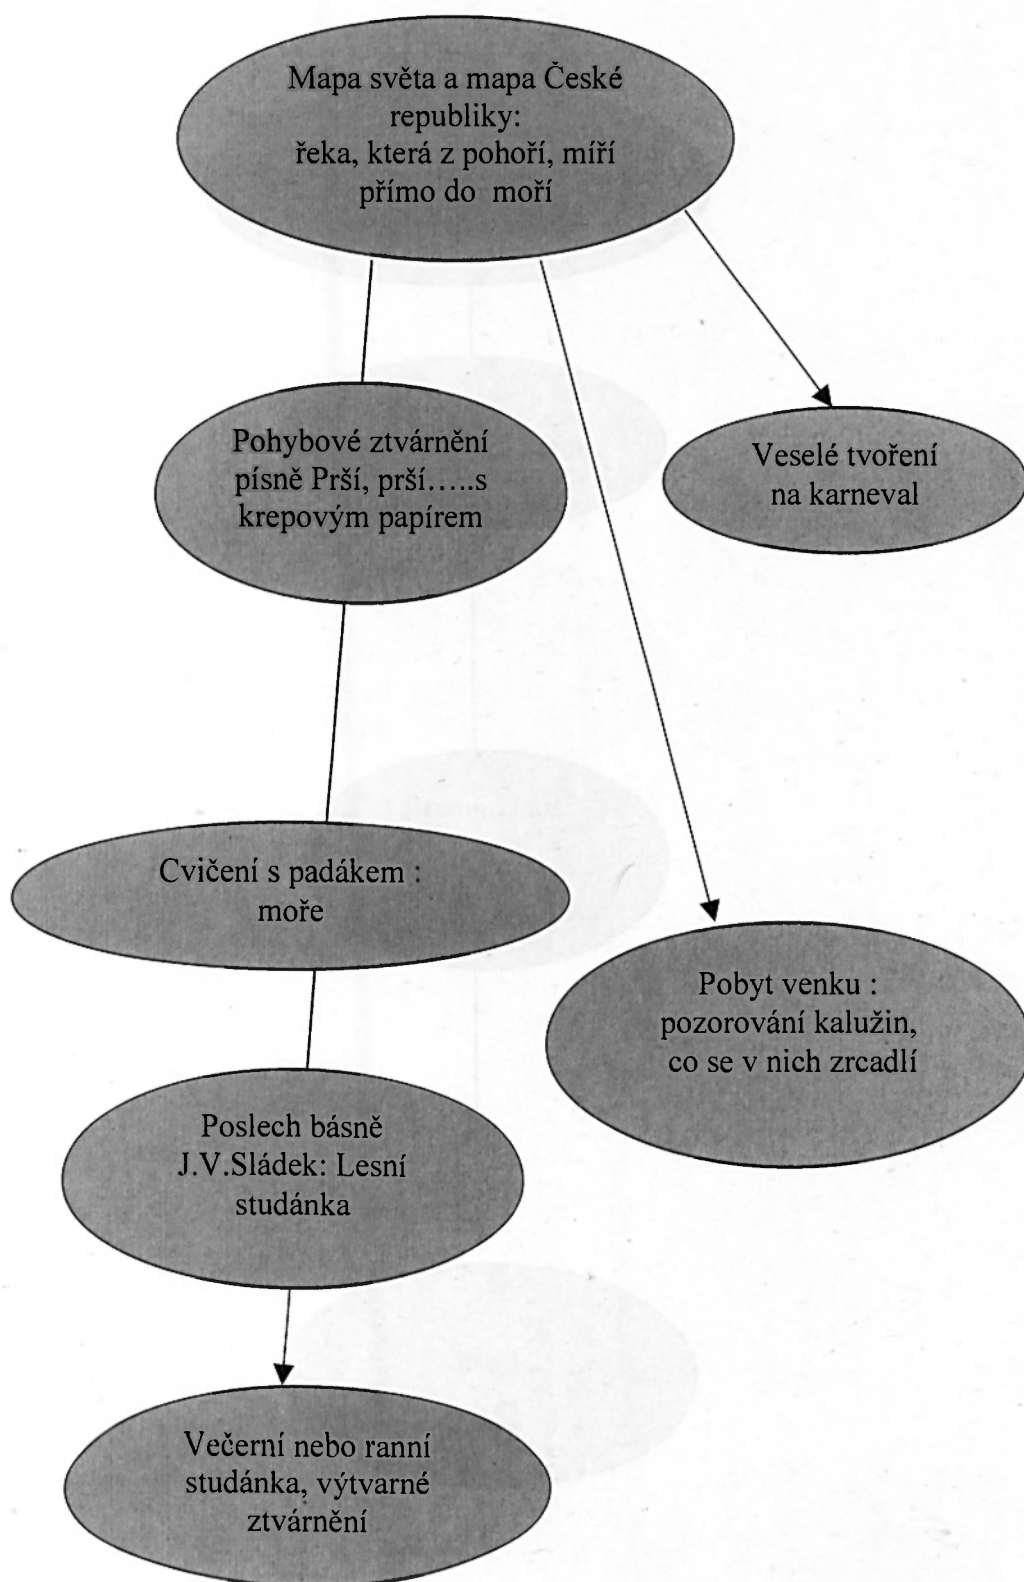 Mapa světa a mapa České
republiky:
řeka, která z pohoří, míří
přímo do moří
Pohybové ztvárnění
písně Prší, prší.....s
krepovým papírem
Veselé tvoření
na karneval
Cvičení s padákem :
moře
Pobyt venku :
pozorování kalužin,
co se v nich zrcadlí
Poslech básně
J.V.Sládek: Lesní
studánka
Večerní nebo ranní
studánka, výtvarné
ztvárnění